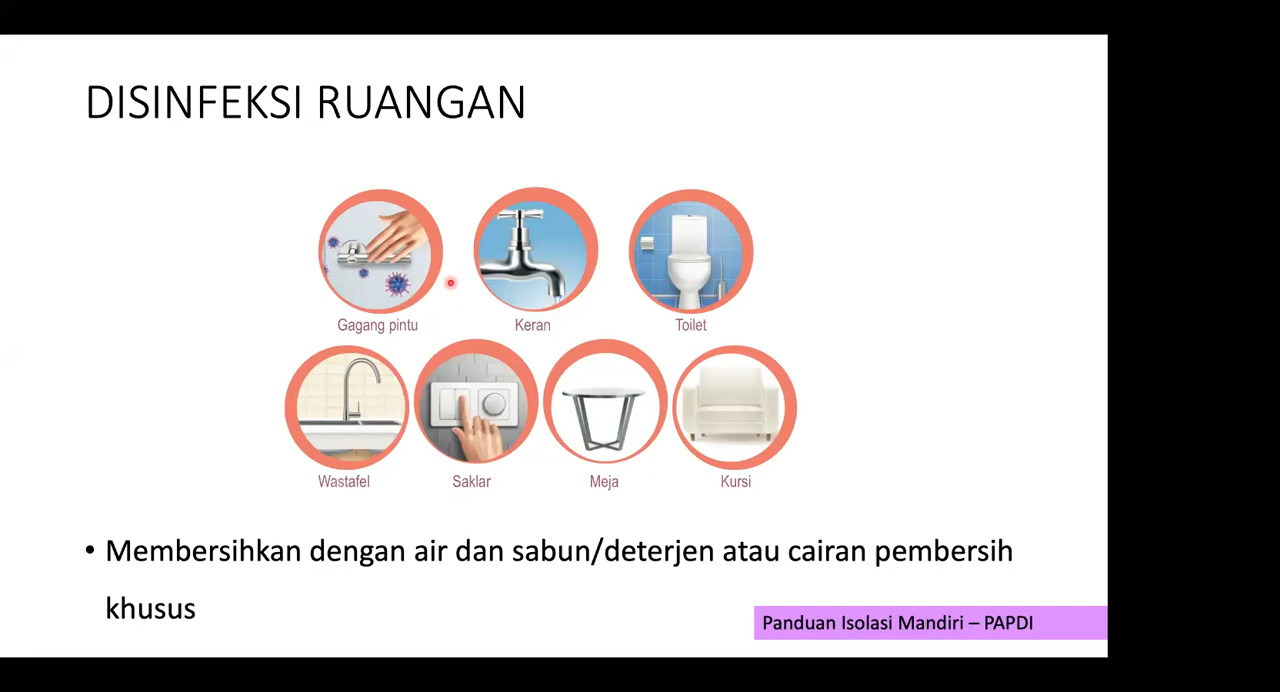 DISINFEKSI RUANGAN
Gagang pintu
Keran
Toilet
Wastafel
Saklar
Meja
Kursi
• Membersihkan dengan air dan sabun/deterjen atau cairan pembersih
khusus
Panduan Isolasi Mandiri – PAPDI